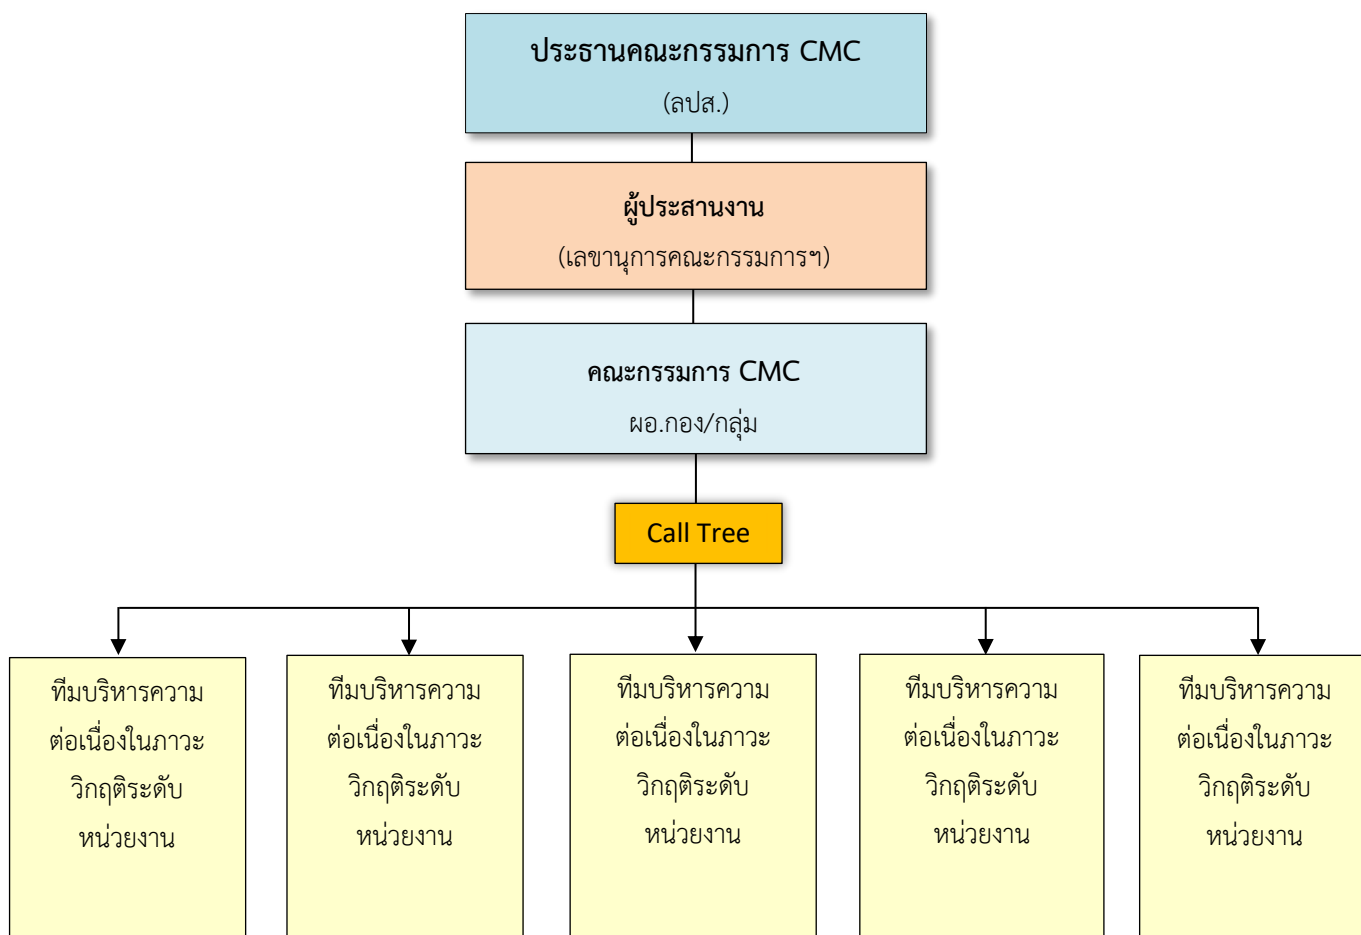 ประธานคณะกรรมการ CMC
(ลปส.)
ผู้ประสานงาน
(เลขานุการคณะกรรมการฯ)
คณะกรรมการ CMC
ผอ.กอง/กลุ่ม
Call Tree
ทีมบริหารความ
ต่อเนื่องในภาวะ
วิกฤติระดับ
หน่วยงาน
ทีมบริหารความ
ต่อเนื่องในภาวะ
วิกฤติระดับ
หน่วยงาน
ทีมบริหารความ
ต่อเนื่องในภาวะ
วิกฤติระดับ
หน่วยงาน
ทีมบริหารความ
ต่อเนื่องในภาวะ
วิกฤติระดับ
หน่วยงาน
ทีมบริหารความ
ต่อเนื่องในภาวะ
วิกฤติระดับ
หน่วยงาน